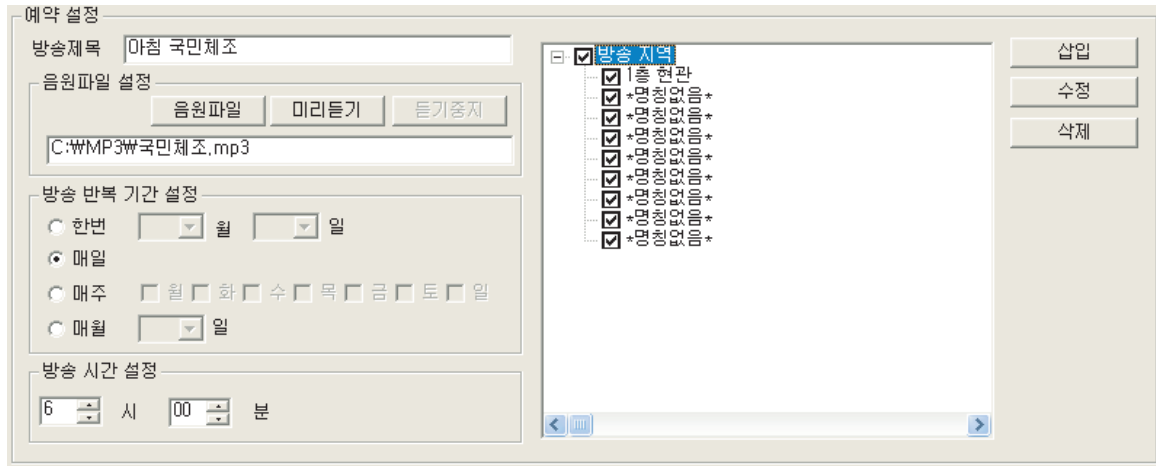 예약 설정
방송제목 아침 국민체조
음원파일 설정
음원파일 미리듣기 듣기중지
C:₩MP3₩국민체조.mp3
방송 반복 기간 설정
한번 월 일
매일
매주 월 화 수 목 금 토 일
매월 일
방송 시간 설정
6 시 00 분
방송 지역
1층 현관
*명칭없음*
*명칭없음*
*명칭없음*
*명칭없음*
*명칭없음*
*명칭없음*
*명칭없음*
*명칭없음*
삽입
수정
삭제